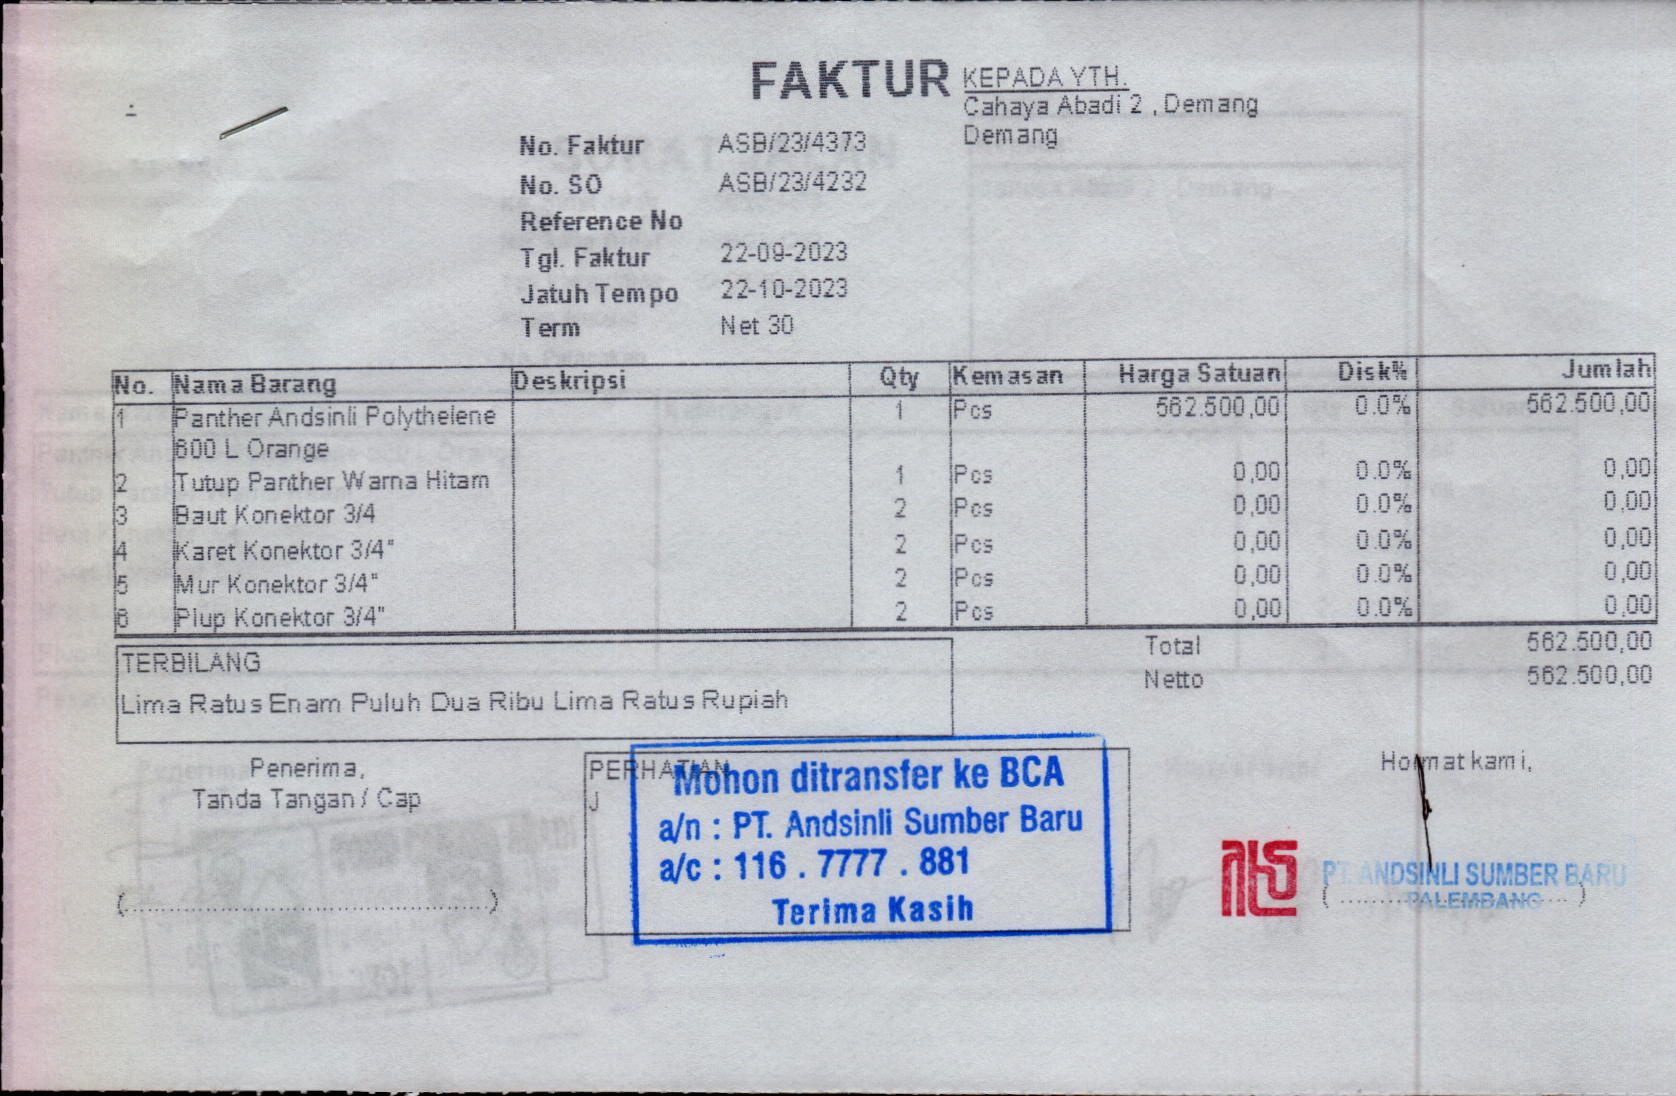 FAKTUR
KEPADA YTH.
Cahaya Abadi 2 , Demang
Demang
No. Faktur ASB/23/4373
No. SO ASB/23/4232
Reference No
Tgl. Faktur 22-09-2023
Jatuh Tempo 22-10-2023
Term Net 30
No. Nama Barang Deskripsi Qty Kemasan Harga Satuan Disk% Jumlah
1 Panther Andsinli Polythelene 1 Pcs 562.500,00 0.0% 562.500,00
600 L Orange
2 Tutup Panther Warna Hitam 1 Pcs 0,00 0.0% 0,00
3 Baut Konektor 3/4 2 Pcs 0,00 0.0% 0,00
4 Karet Konektor 3/4" 2 Pcs 0,00 0.0% 0,00
5 Mur Konektor 3/4" 2 Pcs 0,00 0.0% 0,00
6 Plup Konektor 3/4" 2 Pcs 0,00 0.0% 0,00
Total 562.500,00
Netto 562.500,00
TERBILANG
Lima Ratus Enam Puluh Dua Ribu Lima Ratus Rupiah
Penerima,
Tanda Tangan / Cap
(..............................................)
PERHATIAN
J
Mohon ditransfer ke BCA
a/n : PT. Andsinli Sumber Baru
a/c : 116 . 7777 . 881
Terima Kasih
Hormat kami,
PT. ANDSINLI SUMBER BARU
PALEMBANG